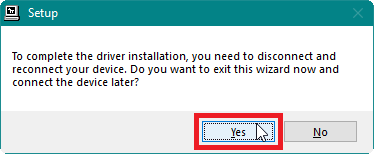 Setup
To complete the driver installation, you need to disconnect and
reconnect your device. Do you want to exit this wizard now and
connect the device later?
Yes
No